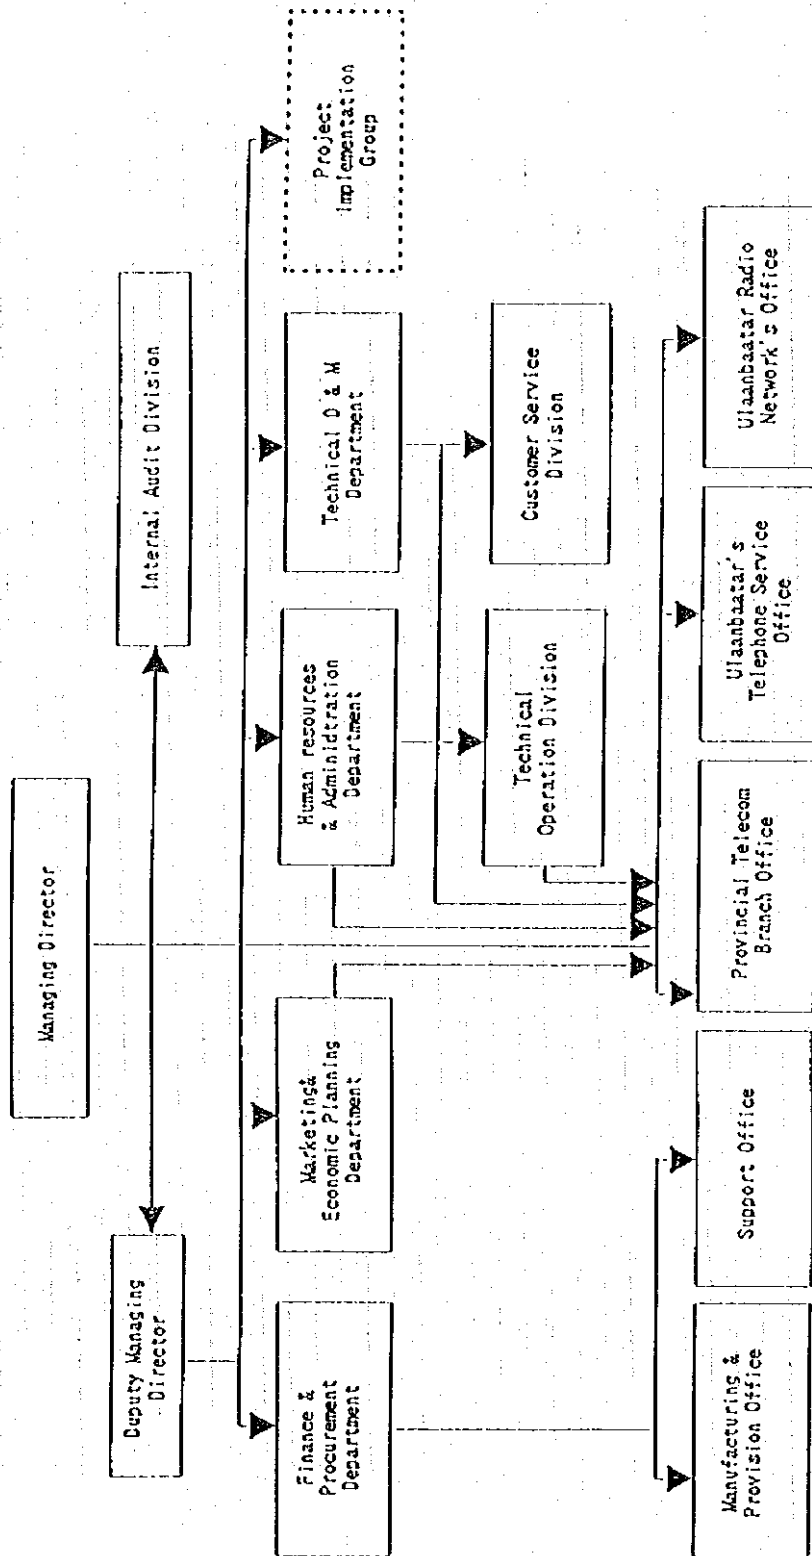 Managing Director
Duputy Managing
Director
Internal Audit Division
Finance &
Procurement
Department
Marketing&
Economic Planning
Department
Human resources
& Adminidtration
Department
Technical O & M
Department
Project
Implementation
Group
Technical
Operation Division
Customer Service
Division
Manufacturing &
Provision Office
Support Office
Provincial Telecom
Branch Office
Ulaanbaatar's
Telephone Service
Office
Ulaanbaatar Radio
Network's Office